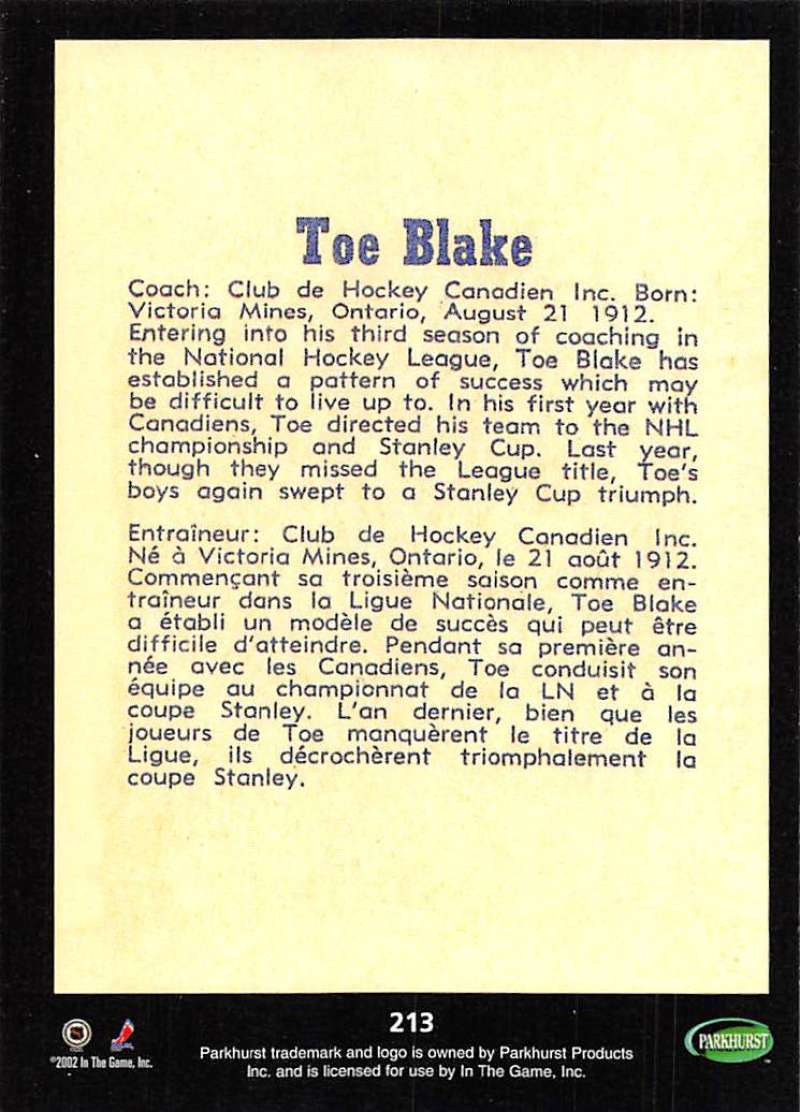 Toe Blake
Coach: Club de Hockey Canadien Inc. Born:
Victoria Mines, Ontario, August 21 1912.
Entering into his third season of coaching in
the National Hockey League, Toe Blake has
established a pattern of success which may
be difficult to live up to. In his first year with
Canadiens, Toe directed his team to the NHL
championship and Stanley Cup. Last year,
though they missed the League title, Toe's
boys again swept to a Stanley Cup triumph.
Entraîneur: Club de Hockey Canadien Inc.
Né à Victoria Mines, Ontario, le 21 août 1912.
Commençant sa troisième saison comme en-
traîneur dans la Ligue Nationale, Toe Blake
a établi un modèle de succès qui peut être
difficile d'atteindre. Pendant sa première an-
née avec les Canadiens, Toe conduisit son
équipe au championnat de la LN et à la
coupe Stanley. L'an dernier, bien que les
joueurs de Toe manquèrent le titre de la
Ligue, ils décrochèrent triomphalement la
coupe Stanley.
213
©2002 In The Game, Inc.
Parkhurst trademark and logo is owned by Parkhurst Products
Inc. and is licensed for use by In The Game, Inc.
PARKHURST